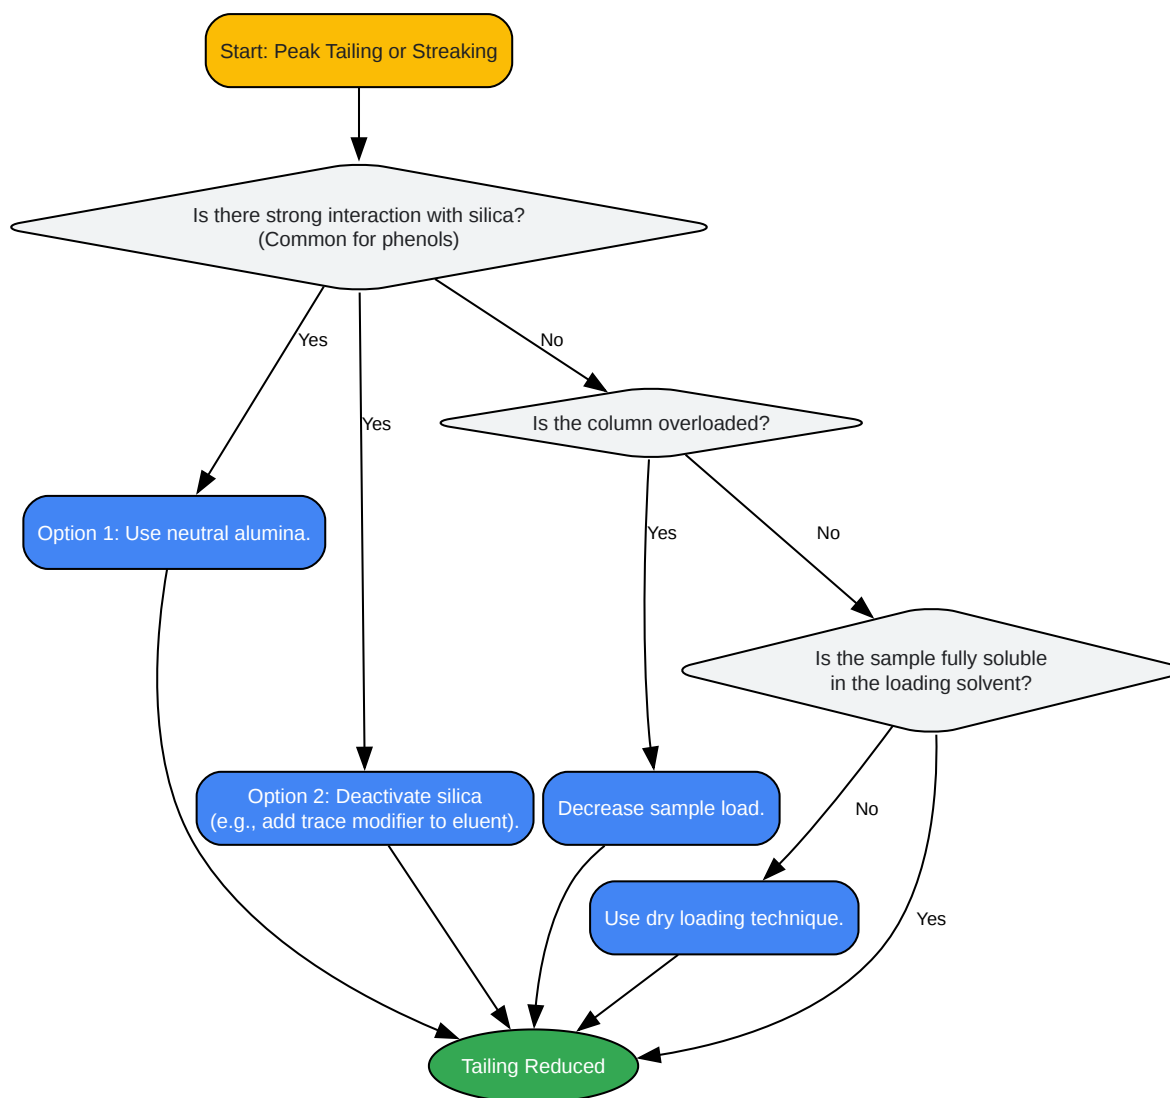 Start: Peak Tailing or Streaking
Is there strong interaction with silica?
(Common for phenols)
Yes
No
Yes
Is the column overloaded?
Option 1: Use neutral alumina.
Yes
No
Is the sample fully soluble
in the loading solvent?
Option 2: Deactivate silica
(e.g., add trace modifier to eluent).
Decrease sample load.
No
Use dry loading technique.
Yes
Tailing Reduced